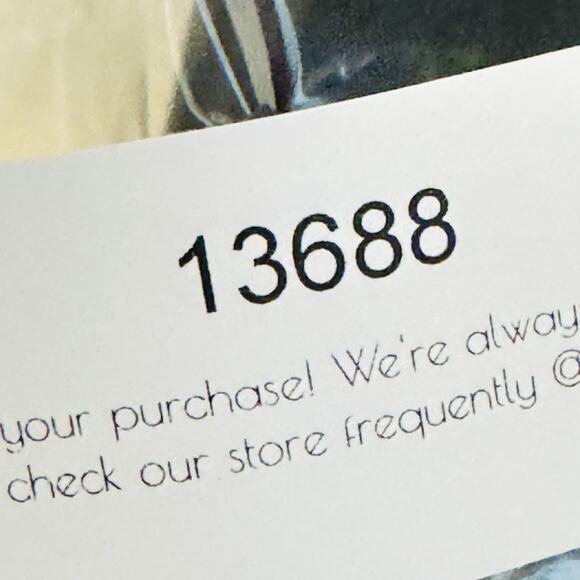 13688
your purchase! We're alway
check our store frequently @